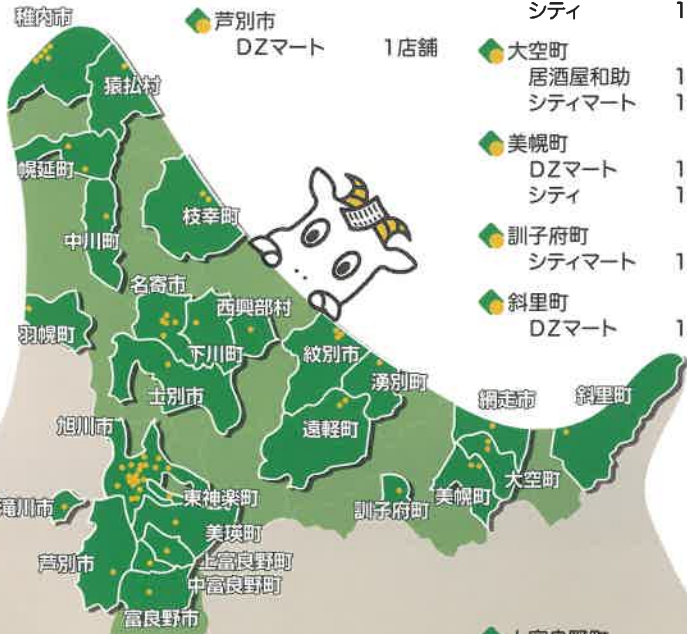 芦別市
DZマート 1店舗
シティ 1
大空町
居酒屋和助 1
シティマート 1
美幌町
DZマート 1
シティ 1
訓子府町
シティマート 1
斜里町
DZマート 1
稚内市
猿払村
幌延町
中川町
枝幸町
名寄市
西興部村
羽幌町
下川町
紋別市
湧別町
士別市
網走市
斜里町
旭川市
遠軽町
大空町
美幌町
東神楽町
訓子府町
滝川市
美瑛町
芦別市
上富良野町
中富良野町
富良野市